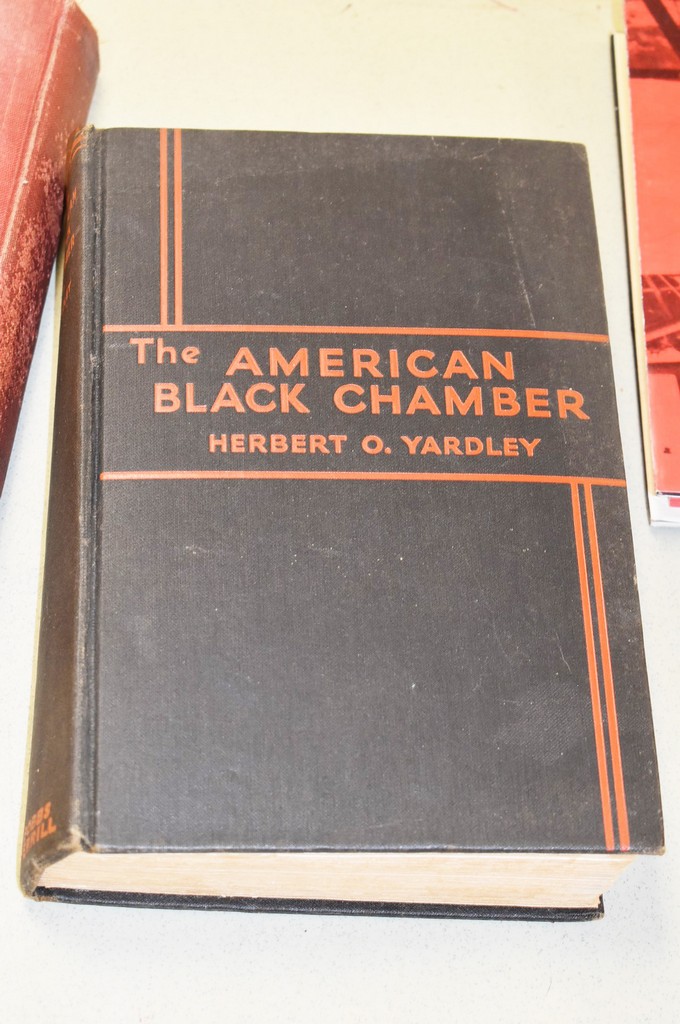 The AMERICAN
BLACK CHAMBER
HERBERT O. YARDLEY